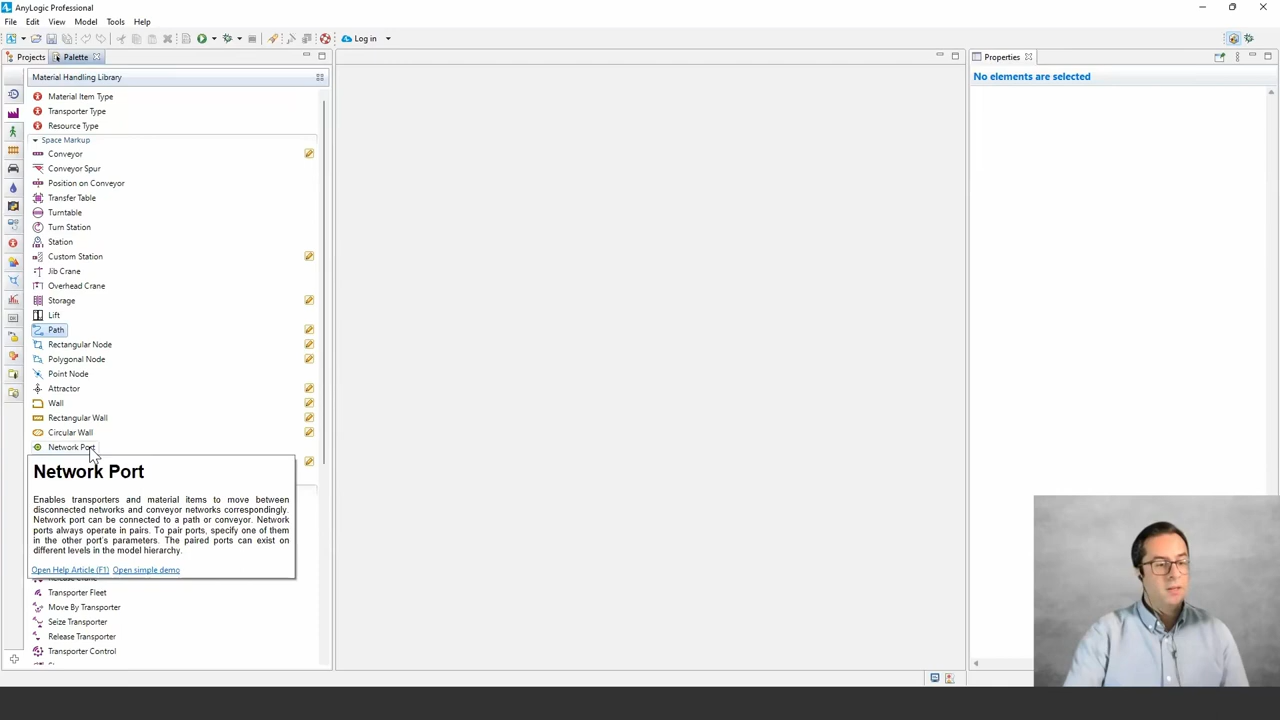 AnyLogic Professional
File Edit View Model Tools Help
Log in
Projects Palette Properties
Material Handling Library
No elements are selected
Material Item Type
Transporter Type
Resource Type
Space Markup
Conveyor
Conveyor Spur
Position on Conveyor
Transfer Table
Turntable
Turn Station
Station
Custom Station
Jib Crane
Overhead Crane
Storage
Lift
Path
Rectangular Node
Polygonal Node
Point Node
Attractor
Wall
Rectangular Wall
Circular Wall
Network Port
Network Port
Enables transporters and material items to move between
disconnected networks and conveyor networks correspondingly.
Network port can be connected to a path or conveyor. Network
ports always operate in pairs. To pair ports, specify one of them
in the other port's parameters. The paired ports can exist on
different levels in the model hierarchy.
Open Help Article (F1) Open simple demo
Release Crane
Transporter Fleet
Move By Transporter
Seize Transporter
Release Transporter
Transporter Control